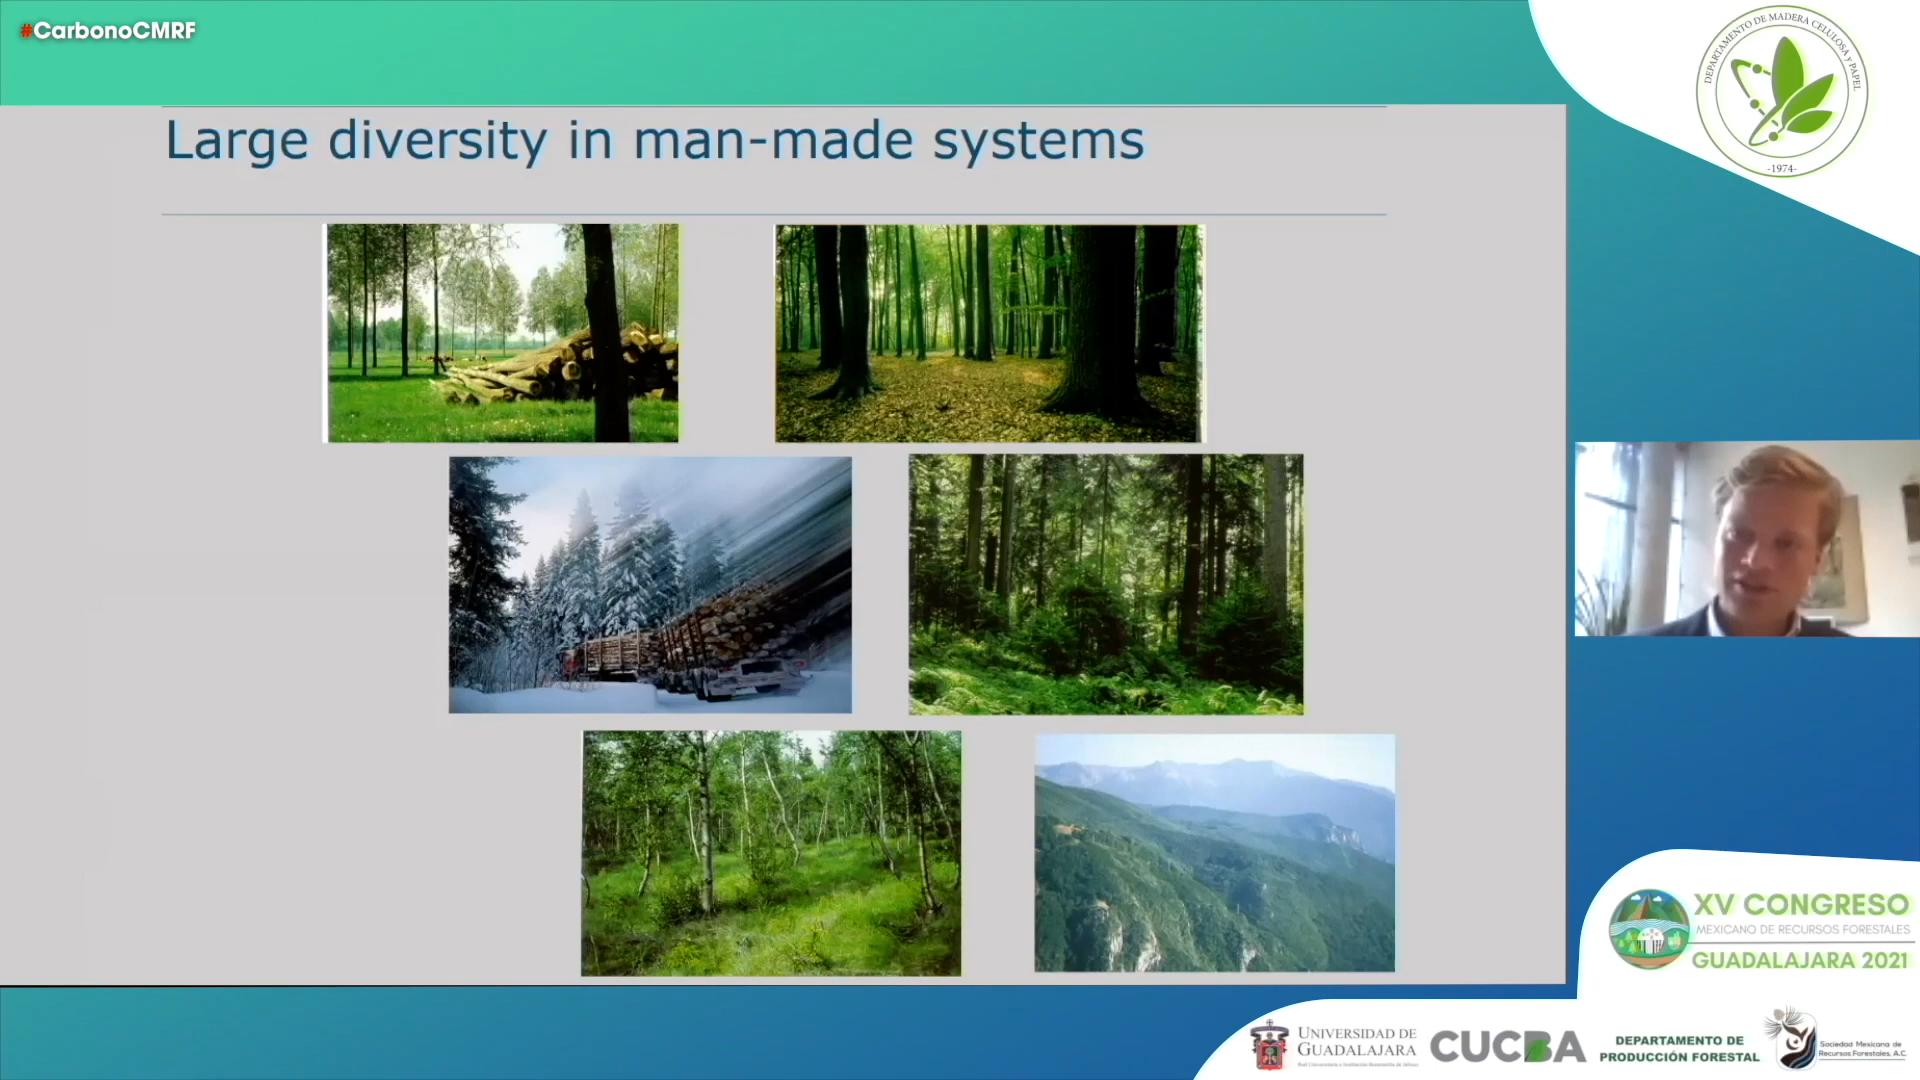 #CarbonoCMRF
DEPARTAMENTO DE MADERA CELULOSA Y PAPEL
-1974-
Large diversity in man-made systems
XV CONGRESO
MEXICANO DE RECURSOS FORESTALES
GUADALAJARA 2021
UNIVERSIDAD DE
GUADALAJARA
CUCBA
DEPARTAMENTO DE
PRODUCCIÓN FORESTAL
Sociedad Mexicana de
Recursos Forestales, A.C.